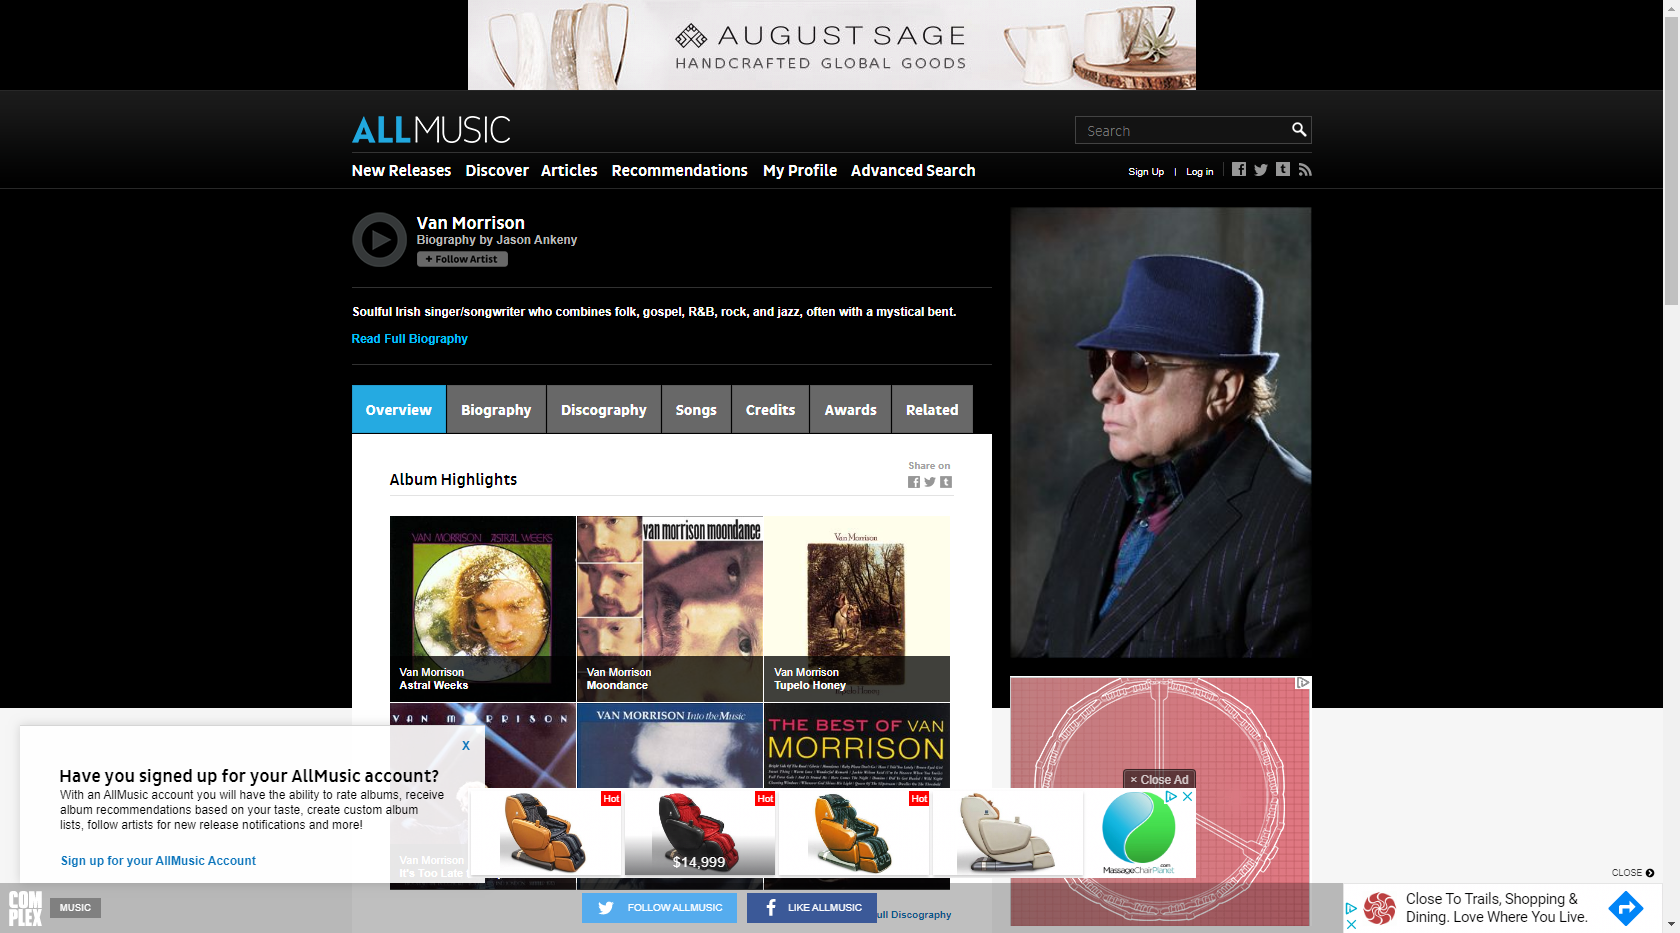 AUGUST SAGE
HANDCRAFTED GLOBAL GOODS
ALLMUSIC
Search
New Releases Discover Articles Recommendations My Profile Advanced Search
Sign Up | Log in
Van Morrison
Biography by Jason Ankeny
+ Follow Artist
Soulful Irish singer/songwriter who combines folk, gospel, R&B, rock, and jazz, often with a mystical bent.
Read Full Biography
Overview Biography Discography Songs Credits Awards Related
Album Highlights
Share on
VAN MORRISON ASTRAL WEEKS
van morrison moondance
Van Morrison
Tupelo Honey
Van Morrison
Astral Weeks
Van Morrison
Moondance
Van Morrison
Tupelo Honey
VAN MORRISON
VAN MORRISON Into the Music
THE BEST OF VAN
MORRISON
X
Have you signed up for your AllMusic account?
With an AllMusic account you will have the ability to rate albums, receive
album recommendations based on your taste, create custom album
lists, follow artists for new release notifications and more!
Sign up for your AllMusic Account
Van Morrison
It's Too Late
Hot
Hot
$14,999
Hot
× Close Ad
MassageChairPlanet
.com
CLOSE
COMPLEX
MUSIC
FOLLOW ALLMUSIC
LIKE ALLMUSIC
ull Discography
Close To Trails, Shopping &
Dining. Love Where You Live.